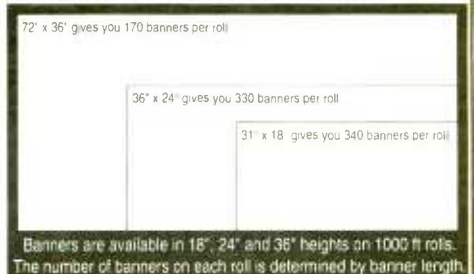 72" x 36" gives you 170 banners per roll
36" x 24" gives you 330 banners per roll
31" x 18 gives you 340 banners per roll
Banners are available in 18", 24" and 36" heights on 1000 ft rolls.
The number of banners on each roll is determined by banner length.